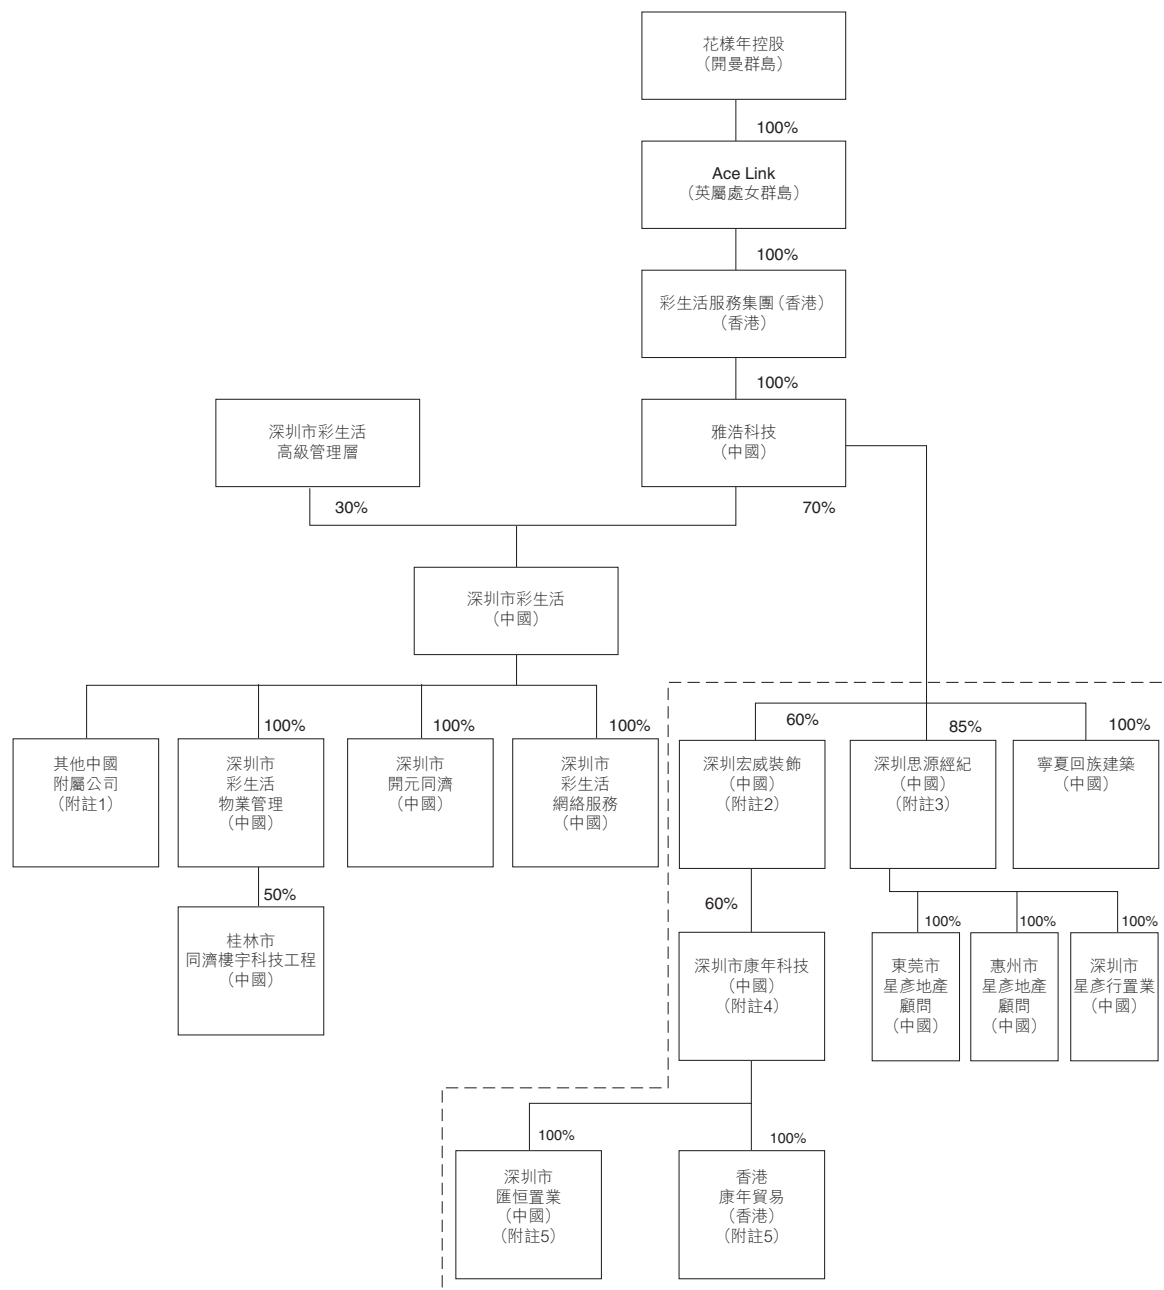 花樣年控股
（開曼群島）
100%
Ace Link
（英屬處女群島）
100%
彩生活服務集團（香港）
（香港）
100%
深圳市彩生活
高級管理層
雅浩科技
（中國）
30%
70%
深圳市彩生活
（中國）
其他中國
附屬公司
（附註1）
100%
深圳市
彩生活
物業管理
（中國）
100%
深圳市
開元同濟
（中國）
100%
深圳市
彩生活
網絡服務
（中國）
60%
深圳宏威裝飾
（中國）
（附註2）
85%
深圳思源經紀
（中國）
（附註3）
100%
寧夏回族建築
（中國）
50%
桂林市
同濟樓宇科技工程
（中國）
60%
深圳市康年科技
（中國）
（附註4）
100%
東莞市
星彥地產
顧問
（中國）
100%
惠州市
星彥地產
顧問
（中國）
100%
深圳市
星彥行置業
（中國）
100%
深圳市
匯恒置業
（中國）
（附註5）
100%
香港
康年貿易
（香港）
（附註5）